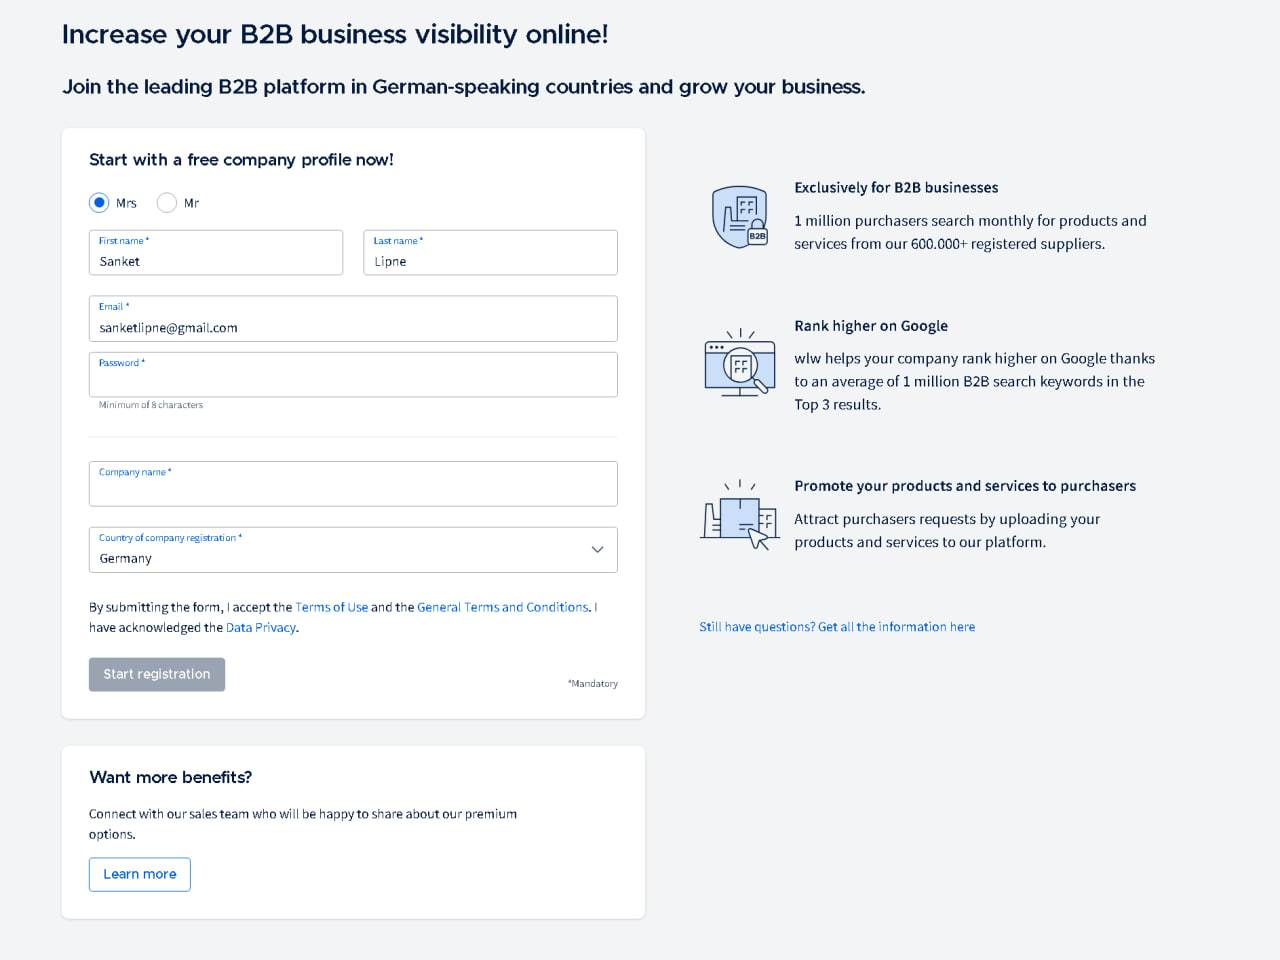 Increase your B2B business visibility online!
Join the leading B2B platform in German-speaking countries and grow your business.
Start with a free company profile now!
Mrs Mr
First name *
Sanket
Last name *
Lipne
Email *
sanketlipne@gmail.com
Password *
Minimum of 8 characters
Company name *
Country of company registration *
Germany
By submitting the form, I accept the Terms of Use and the General Terms and Conditions. I
have acknowledged the Data Privacy.
Start registration
*Mandatory
Want more benefits?
Connect with our sales team who will be happy to share about our premium
options.
Learn more
B2B
Exclusively for B2B businesses
1 million purchasers search monthly for products and
services from our 600.000+ registered suppliers.
Rank higher on Google
wlw helps your company rank higher on Google thanks
to an average of 1 million B2B search keywords in the
Top 3 results.
Promote your products and services to purchasers
Attract purchasers requests by uploading your
products and services to our platform.
Still have questions? Get all the information here